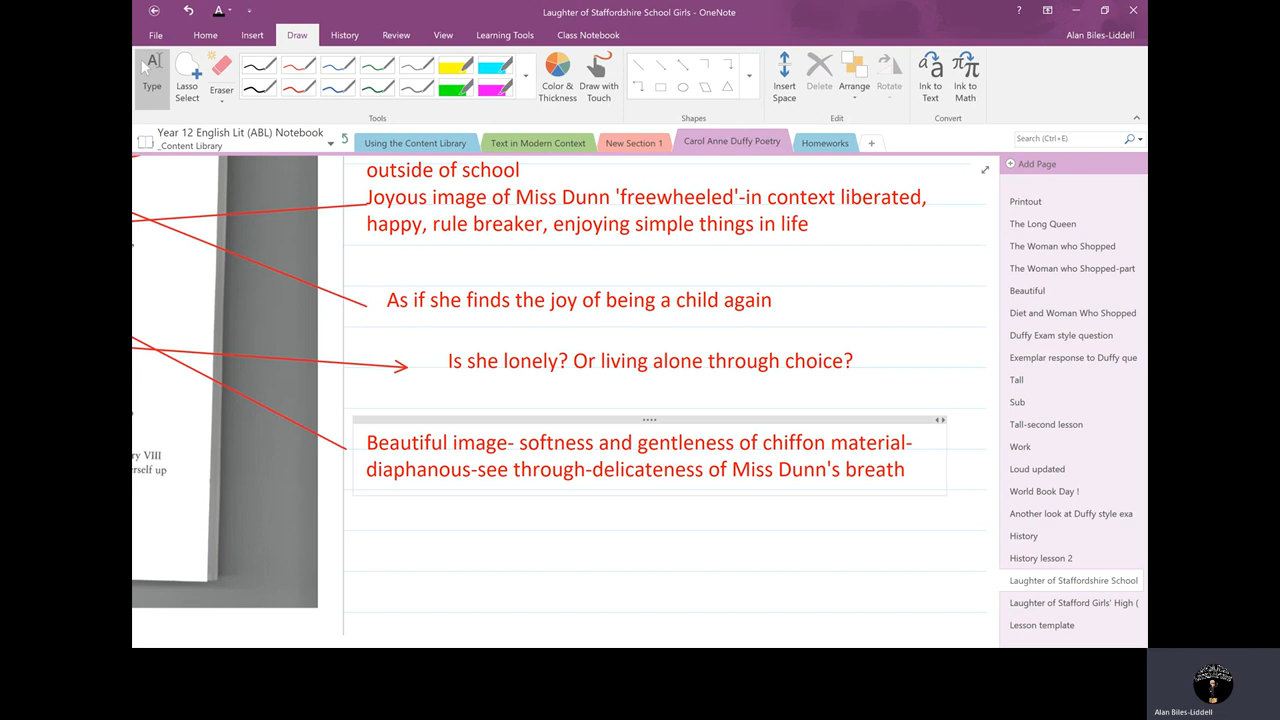 Laughter of Staffordshire School Girls - OneNote
?
File
Home
Insert
Draw
History
Review
View
Learning Tools
Class Notebook
Alan Biles-Liddell
Type
Lasso
Select
Eraser
Color &
Thickness
Draw with
Touch
Insert
Space
Delete
Arrange
Rotate
Ink to
Text
Ink to
Math
Tools
Shapes
Edit
Convert
Year 12 English Lit (ABL) Notebook
_Content Library
Using the Content Library
Text in Modern Context
New Section 1
Carol Anne Duffy Poetry
Homeworks
+
Search (Ctrl+E)
outside of school
Joyous image of Miss Dunn 'freewheeled'-in context liberated,
happy, rule breaker, enjoying simple things in life
As if she finds the joy of being a child again
Is she lonely? Or living alone through choice?
Beautiful image- softness and gentleness of chiffon material-
diaphanous-see through-delicateness of Miss Dunn's breath
ry VIII
erself up
Add Page
Printout
The Long Queen
The Woman who Shopped
The Woman who Shopped-part
Beautiful
Diet and Woman Who Shopped
Duffy Exam style question
Exemplar response to Duffy que
Tall
Sub
Tall-second lesson
Work
Loud updated
World Book Day !
Another look at Duffy style exa
History
History lesson 2
Laughter of Staffordshire School
Laughter of Stafford Girls' High (
Lesson template
Alan Biles-Liddell